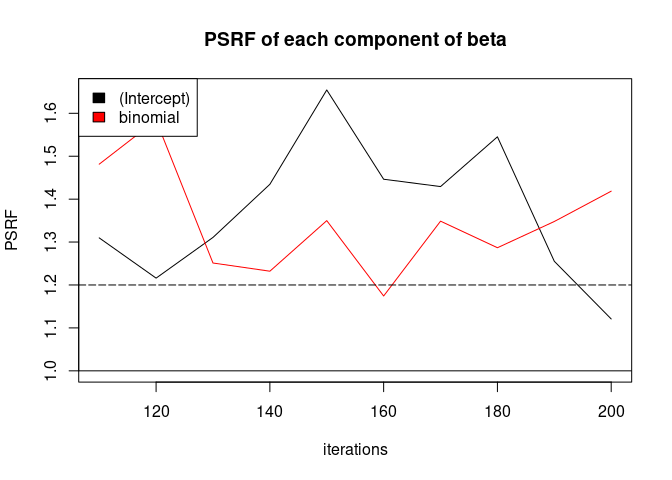 PSRF of each component of beta
(Intercept)
binomial
PSRF
1.6
1.5
1.4
1.3
1.2
1.1
1.0
120 140 160 180 200
iterations